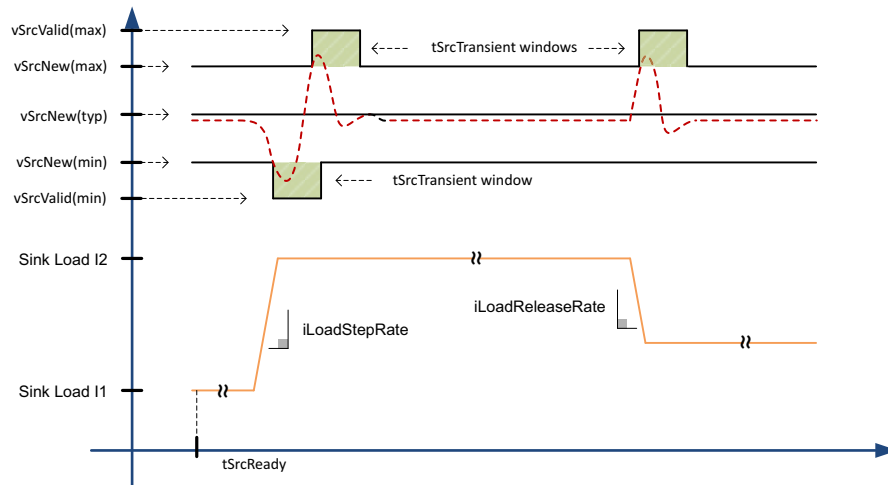 vSrcValid(max)
tSrcTransient windows
vSrcNew(max)
vSrcNew(typ)
vSrcNew(min)
tSrcTransient window
vSrcValid(min)
Sink Load I2
iLoadReleaseRate
iLoadStepRate
Sink Load I1
tSrcReady